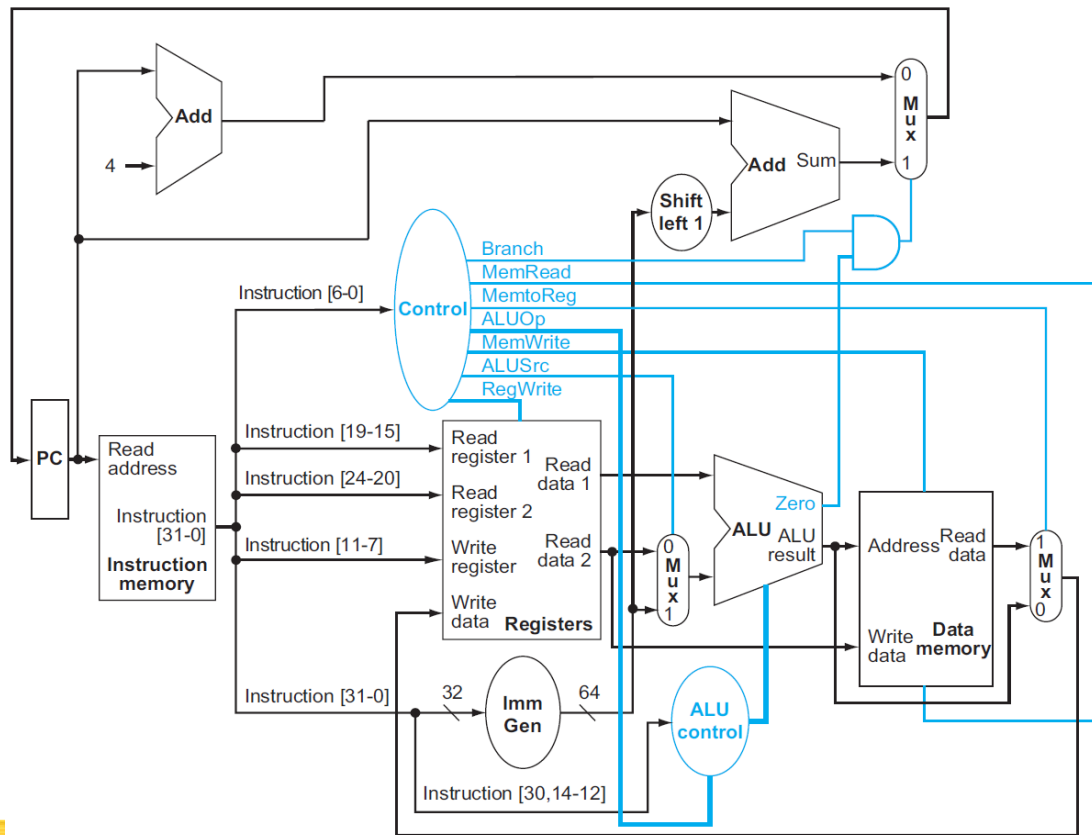 Add
4
0
Mux
1
Add Sum
Shift
left 1
Branch
MemRead
MemtoReg
ALUOp
MemWrite
ALUSrc
RegWrite
Control
Instruction [6-0]
PC
Read
address
Instruction
[31-0]
Instruction
memory
Instruction [19-15]
Instruction [24-20]
Instruction [11-7]
Instruction [31-0]
Read
register 1
Read
register 2
Write
register
Write
data
Read
data 1
Read
data 2
Registers
0
Mux
1
Zero
ALU
ALU
result
Address
Read
data
Write
data
Data
memory
1
Mux
0
32
Imm
Gen
64
ALU
control
Instruction [30,14-12]